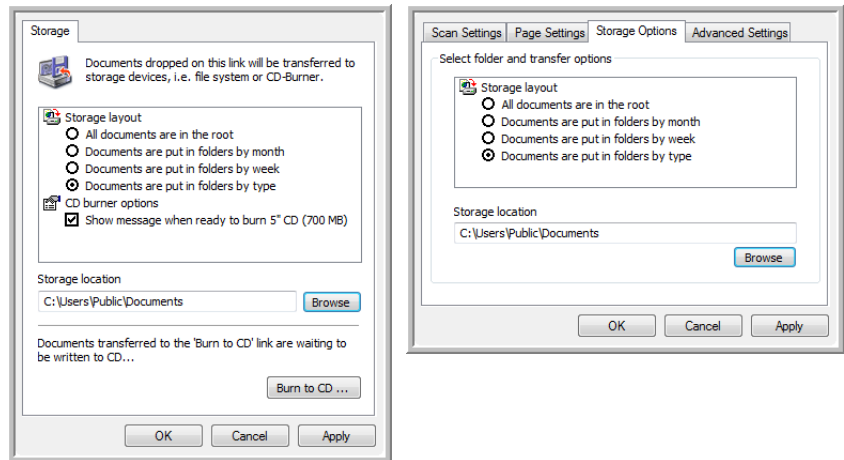 Storage
Documents dropped on this link will be transferred to
storage devices, i.e. file system or CD-Burner.
Storage layout
All documents are in the root
Documents are put in folders by month
Documents are put in folders by week
Documents are put in folders by type
CD burner options
Show message when ready to burn 5" CD (700 MB)
Storage location
C:\Users\Public\Documents
Browse
Documents transferred to the 'Burn to CD' link are waiting to
be written to CD...
Burn to CD ...
OK Cancel Apply
Scan Settings Page Settings Storage Options Advanced Settings
Select folder and transfer options
Storage layout
All documents are in the root
Documents are put in folders by month
Documents are put in folders by week
Documents are put in folders by type
Storage location
C:\Users\Public\Documents
Browse
OK Cancel Apply